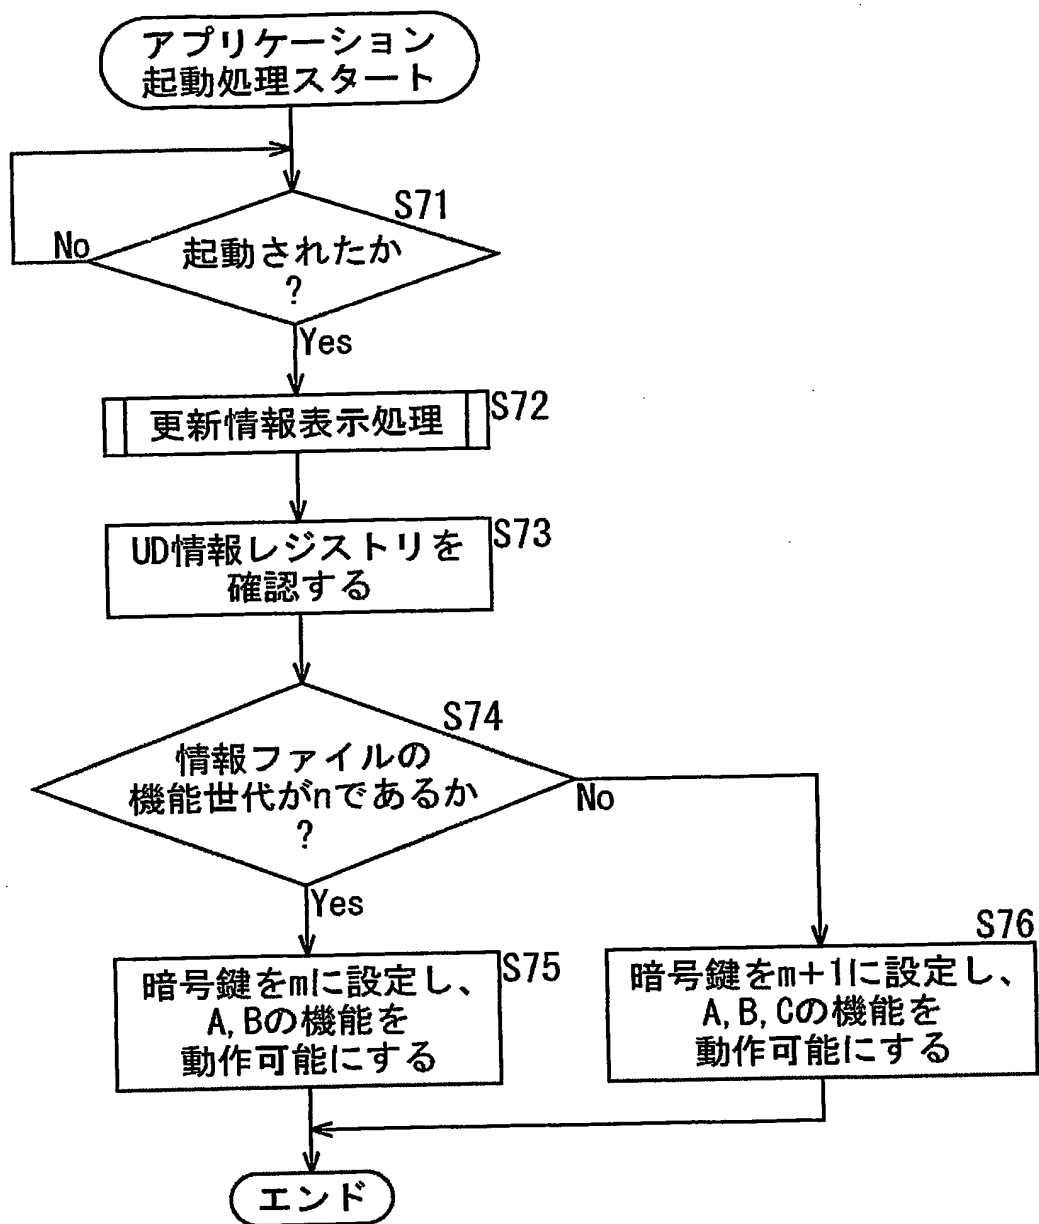 アプリケーション
起動処理スタート
S71
起動されたか
?
No
Yes
更新情報表示処理
S72
UD情報レジストリを
確認する
S73
S74
情報ファイルの
機能世代がnであるか
?
No
Yes
暗号鍵をmに設定し、
A,Bの機能を
動作可能にする
S75
S76
暗号鍵をm+1に設定し、
A,B,Cの機能を
動作可能にする
エンド